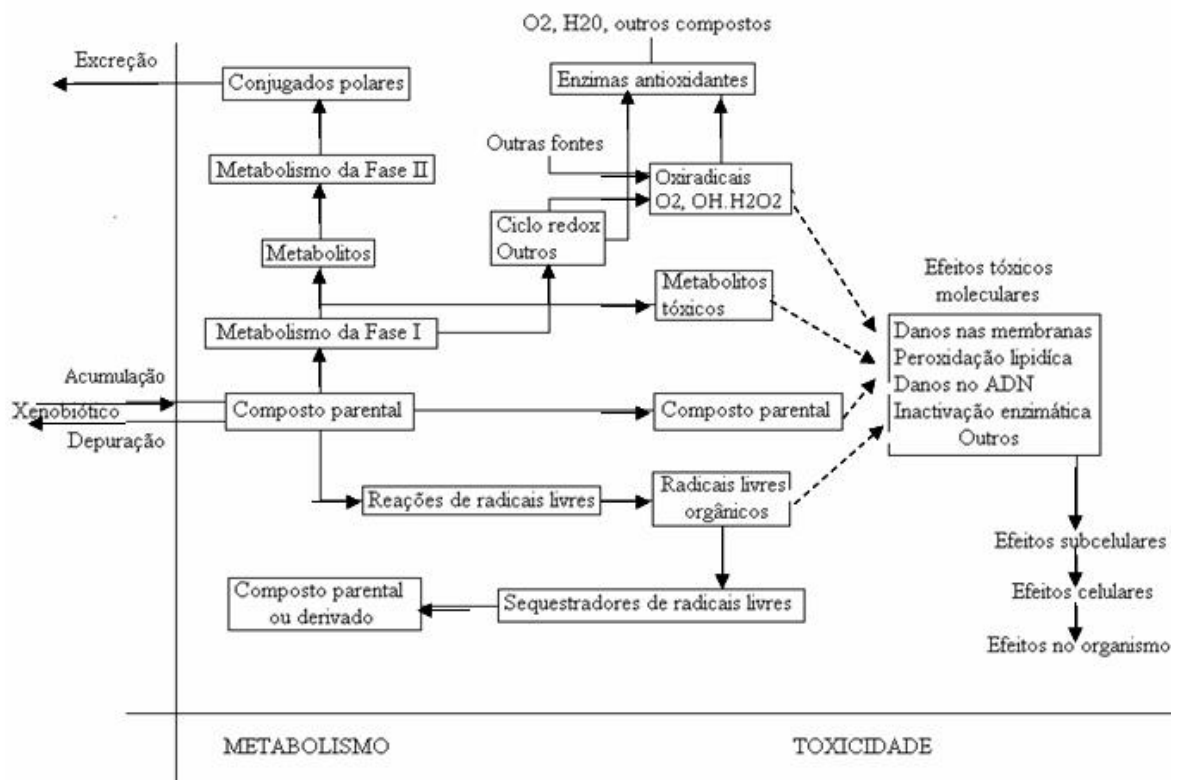 O2, H20, outros compostos
Excreção
Conjugados polares
Enzimas antioxidantes
Outras fontes
Metabolismo da Fase II
Oxiradicais
O2, OH.H2O2
Ciclo redox
Outros
Metabolitos
Metabolitos
tóxicos
Efeitos tóxicos
moleculares
Metabolismo da Fase I
Danos nas membranas
Peroxidação lipidíca
Danos no ADN
Inactivação enzimática
Outros
Acumulação
Xenobiótico
Depuração
Composto parental
Composto parental
Reações de radicais livres
Radicais livres
orgânicos
Efeitos subcelulares
Composto parental
ou derivado
Sequestradores de radicais livres
Efeitos celulares
Efeitos no organismo
METABOLISMO
TOXICIDADE